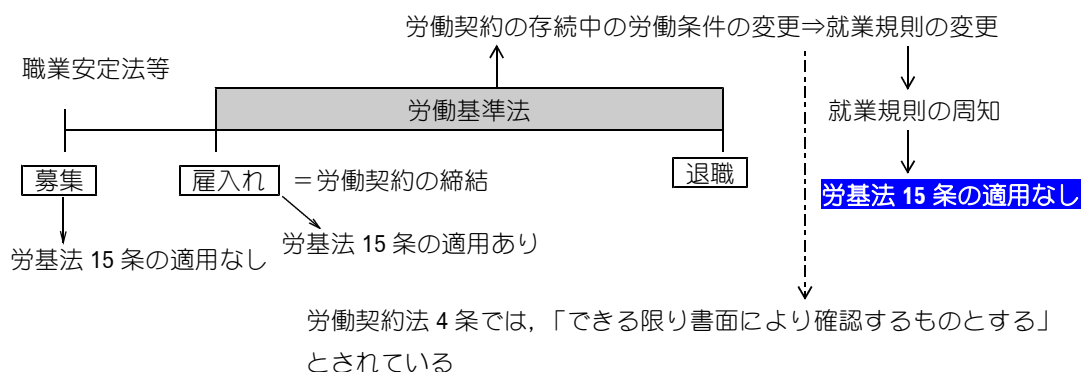 労働契約の存続中の労働条件の変更⇒就業規則の変更
職業安定法等
労働基準法
就業規則の周知
募集
雇入れ
＝労働契約の締結
退職
労基法 15 条の適用なし
労基法 15 条の適用なし
労基法 15 条の適用あり
労働契約法 4 条では，「できる限り書面により確認するものとする」
とされている